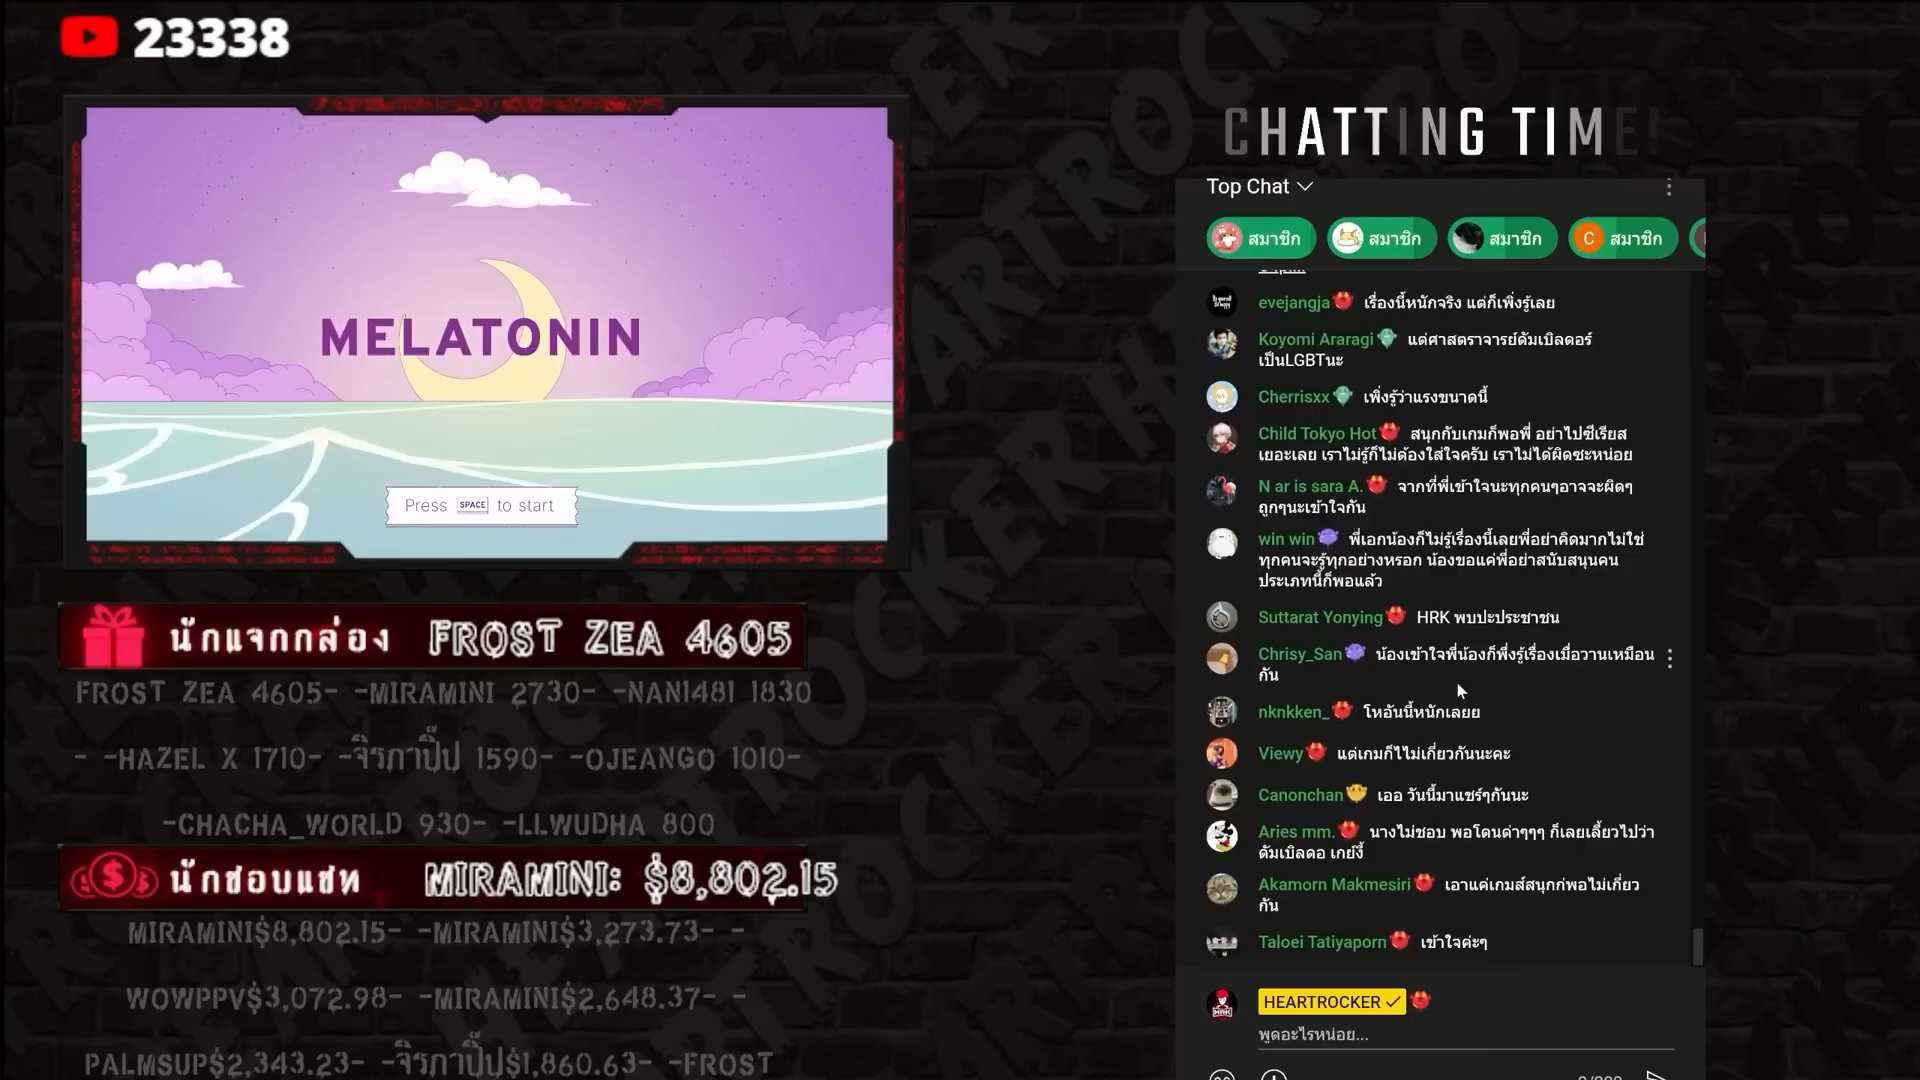 23338
MELATONIN
Press SPACE to start
นักแจกกล่อง FROST ZEA 4605
FROST ZEA 4605- -MIRAMINI 2730- -NAN1481 1830
- -HAZEL X 1710- -จิรภาปิ๊ป 1590- -OJEANGO 1010-
-CHACHA_WORLD 930- -LLWUDHA 800
นักชอบแชท MIRAMINI: $8,802.15
MIRAMINI$8,802.15- -MIRAMINI$3,273.73- -
WOWPPV$3,072.98- -MIRAMINI$2,648.37- -
PALMSUP$2,343.23- -จิรภาปิ๊ป$1,860.63- -FROST
CHATTING TIME!
Top Chat
สมาชิก สมาชิก สมาชิก C สมาชิก
evejangja เรื่องนี้หนักจริง แต่ก็เพิ่งรู้เลย
Koyomi Araragi แต่ศาสตราจารย์ดัมเบิลดอร์
เป็นLGBTนะ
Cherrisxx เพิ่งรู้ว่าแรงขนาดนี้
Child Tokyo Hot สนุกกับเกมก็พอพี่ อย่าไปซีเรียส
เยอะเลย เราไม่รู้ก็ไม่ต้องใส่ใจครับ เราไม่ได้ผิดซะหน่อย
N ar is sara A. จากที่พี่เข้าใจนะทุกคนๆอาจจะผิดๆ
ถูกๆนะเข้าใจกัน
win win พี่เอกน้องก็ไม่รู้เรื่องนี้เลยพี่อย่าคิดมากไม่ใช่
ทุกคนจะรู้ทุกอย่างหรอก น้องขอแค่พี่อย่าสนับสนุนคน
ประเภทนี้ก็พอแล้ว
Suttarat Yonying HRK พบปะประชาชน
Chrisy_San น้องเข้าใจพี่น้องก็พึ่งรู้เรื่องเมื่อวานเหมือน
กัน
nknkken_ โหอันนี้หนักเลยย
Viewy แต่เกมก็ไไม่เกี่ยวกันนะคะ
Canonchan เออ วันนี้มาแชร์ๆกันนะ
Aries mm. นางไม่ชอบ พอโดนด่าๆๆๆ ก็เลยเลี้ยวไปว่า
ดัมเบิลดอ เกย์งี้
Akamorn Makmesiri เอาแค่เกมส์สนุกก่พอไม่เกี่ยว
กัน
Taloei Tatiyaporn เข้าใจค่ะๆ
HEARTROCKER
พูดอะไรหน่อย...